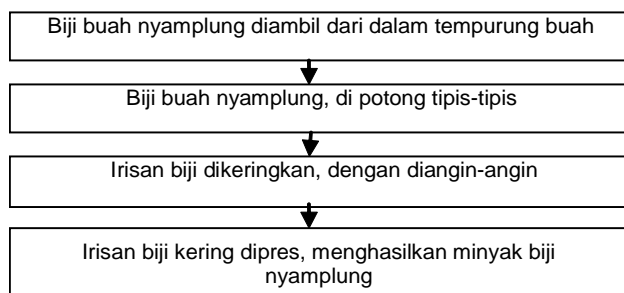 Biji buah nyamplung diambil dari dalam tempurung buah
Biji buah nyamplung, di potong tipis-tipis
Irisan biji dikeringkan, dengan diangin-angin
Irisan biji kering dipres, menghasilkan minyak biji
nyamplung